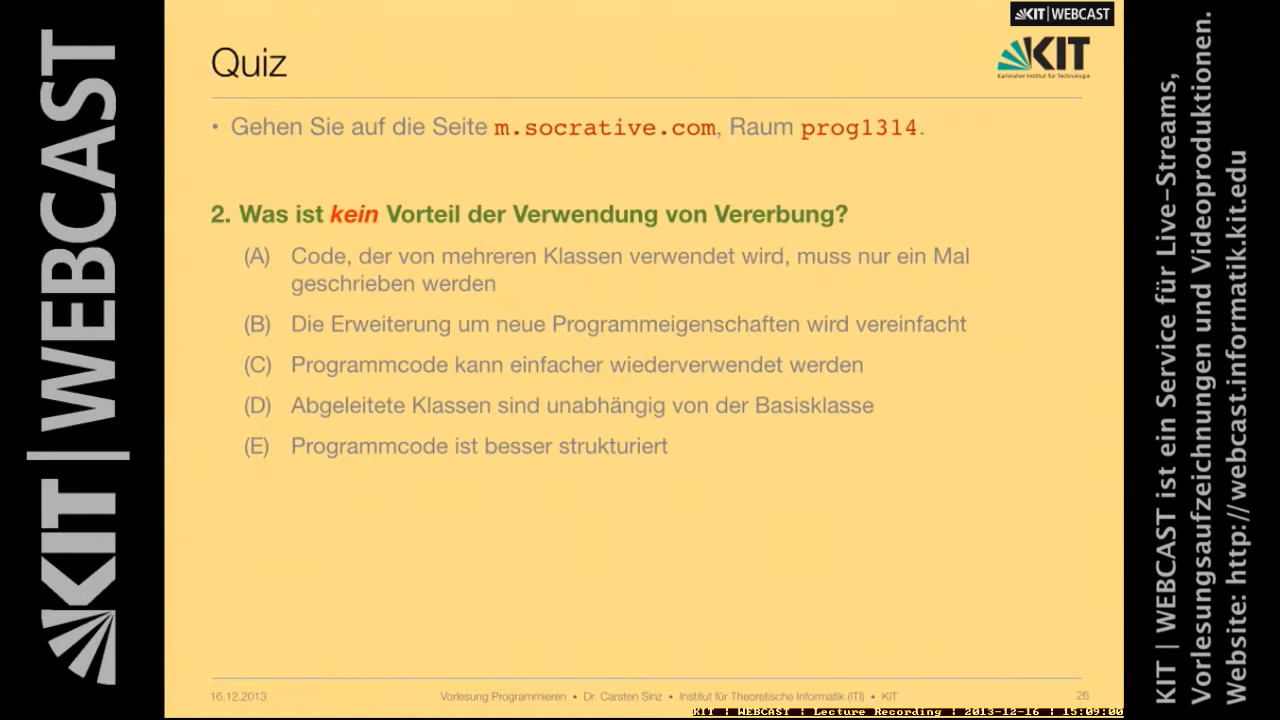 KIT | WEBCAST
KIT | WEBCAST
Quiz
KIT
Karlsruher Institut für Technologie
• Gehen Sie auf die Seite m.socrative.com, Raum prog1314.
2. Was ist kein Vorteil der Verwendung von Vererbung?
(A) Code, der von mehreren Klassen verwendet wird, muss nur ein Mal
geschrieben werden
(B) Die Erweiterung um neue Programmeigenschaften wird vereinfacht
(C) Programmcode kann einfacher wiederverwendet werden
(D) Abgeleitete Klassen sind unabhängig von der Basisklasse
(E) Programmcode ist besser strukturiert
16.12.2013 Vorlesung Programmieren • Dr. Carsten Sinz • Institut für Theoretische Informatik (ITI) • KIT 26
KIT | WEBCAST | Lecture Recording | 2013-12-16 | 15:09:00
KIT | WEBCAST ist ein Service für Live-Streams,
Vorlesungsaufzeichnungen und Videoproduktionen.
Website: http://webcast.informatik.kit.edu